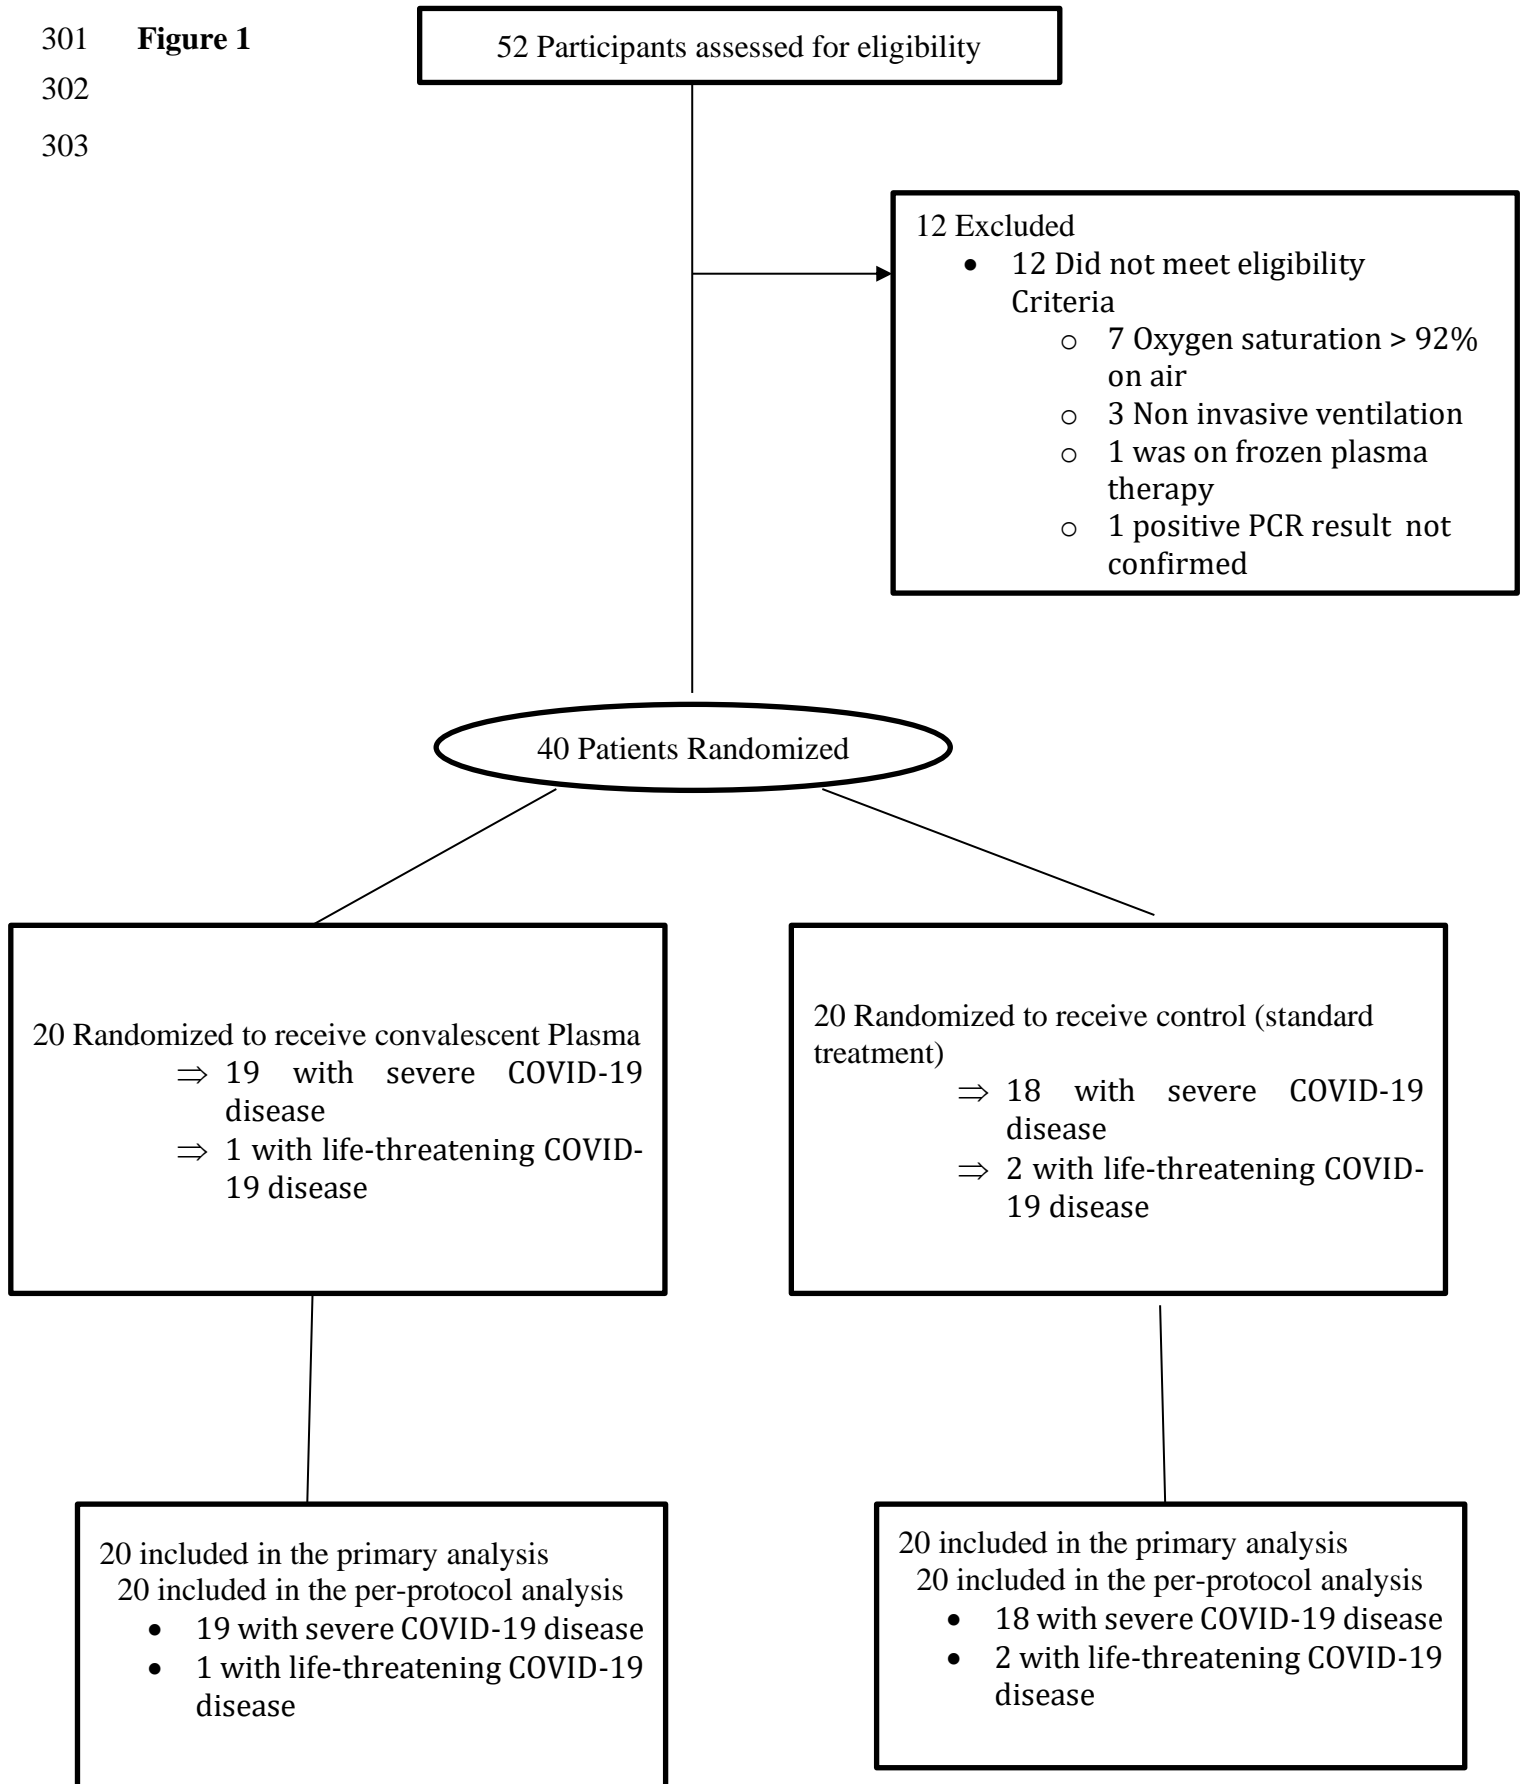 301 Figure 1
52 Participants assessed for eligibility
302
303
12 Excluded
• 12 Did not meet eligibility
Criteria
o 7 Oxygen saturation > 92%
on air
o 3 Non invasive ventilation
o 1 was on frozen plasma
therapy
o 1 positive PCR result not
confirmed
40 Patients Randomized
20 Randomized to receive convalescent Plasma
⇒ 19 with severe COVID-19
disease
⇒ 1 with life-threatening COVID-
19 disease
20 Randomized to receive control (standard
treatment)
⇒ 18 with severe COVID-19
disease
⇒ 2 with life-threatening COVID-
19 disease
20 included in the primary analysis
20 included in the per-protocol analysis
• 19 with severe COVID-19 disease
• 1 with life-threatening COVID-19
disease
20 included in the primary analysis
20 included in the per-protocol analysis
• 18 with severe COVID-19 disease
• 2 with life-threatening COVID-19
disease